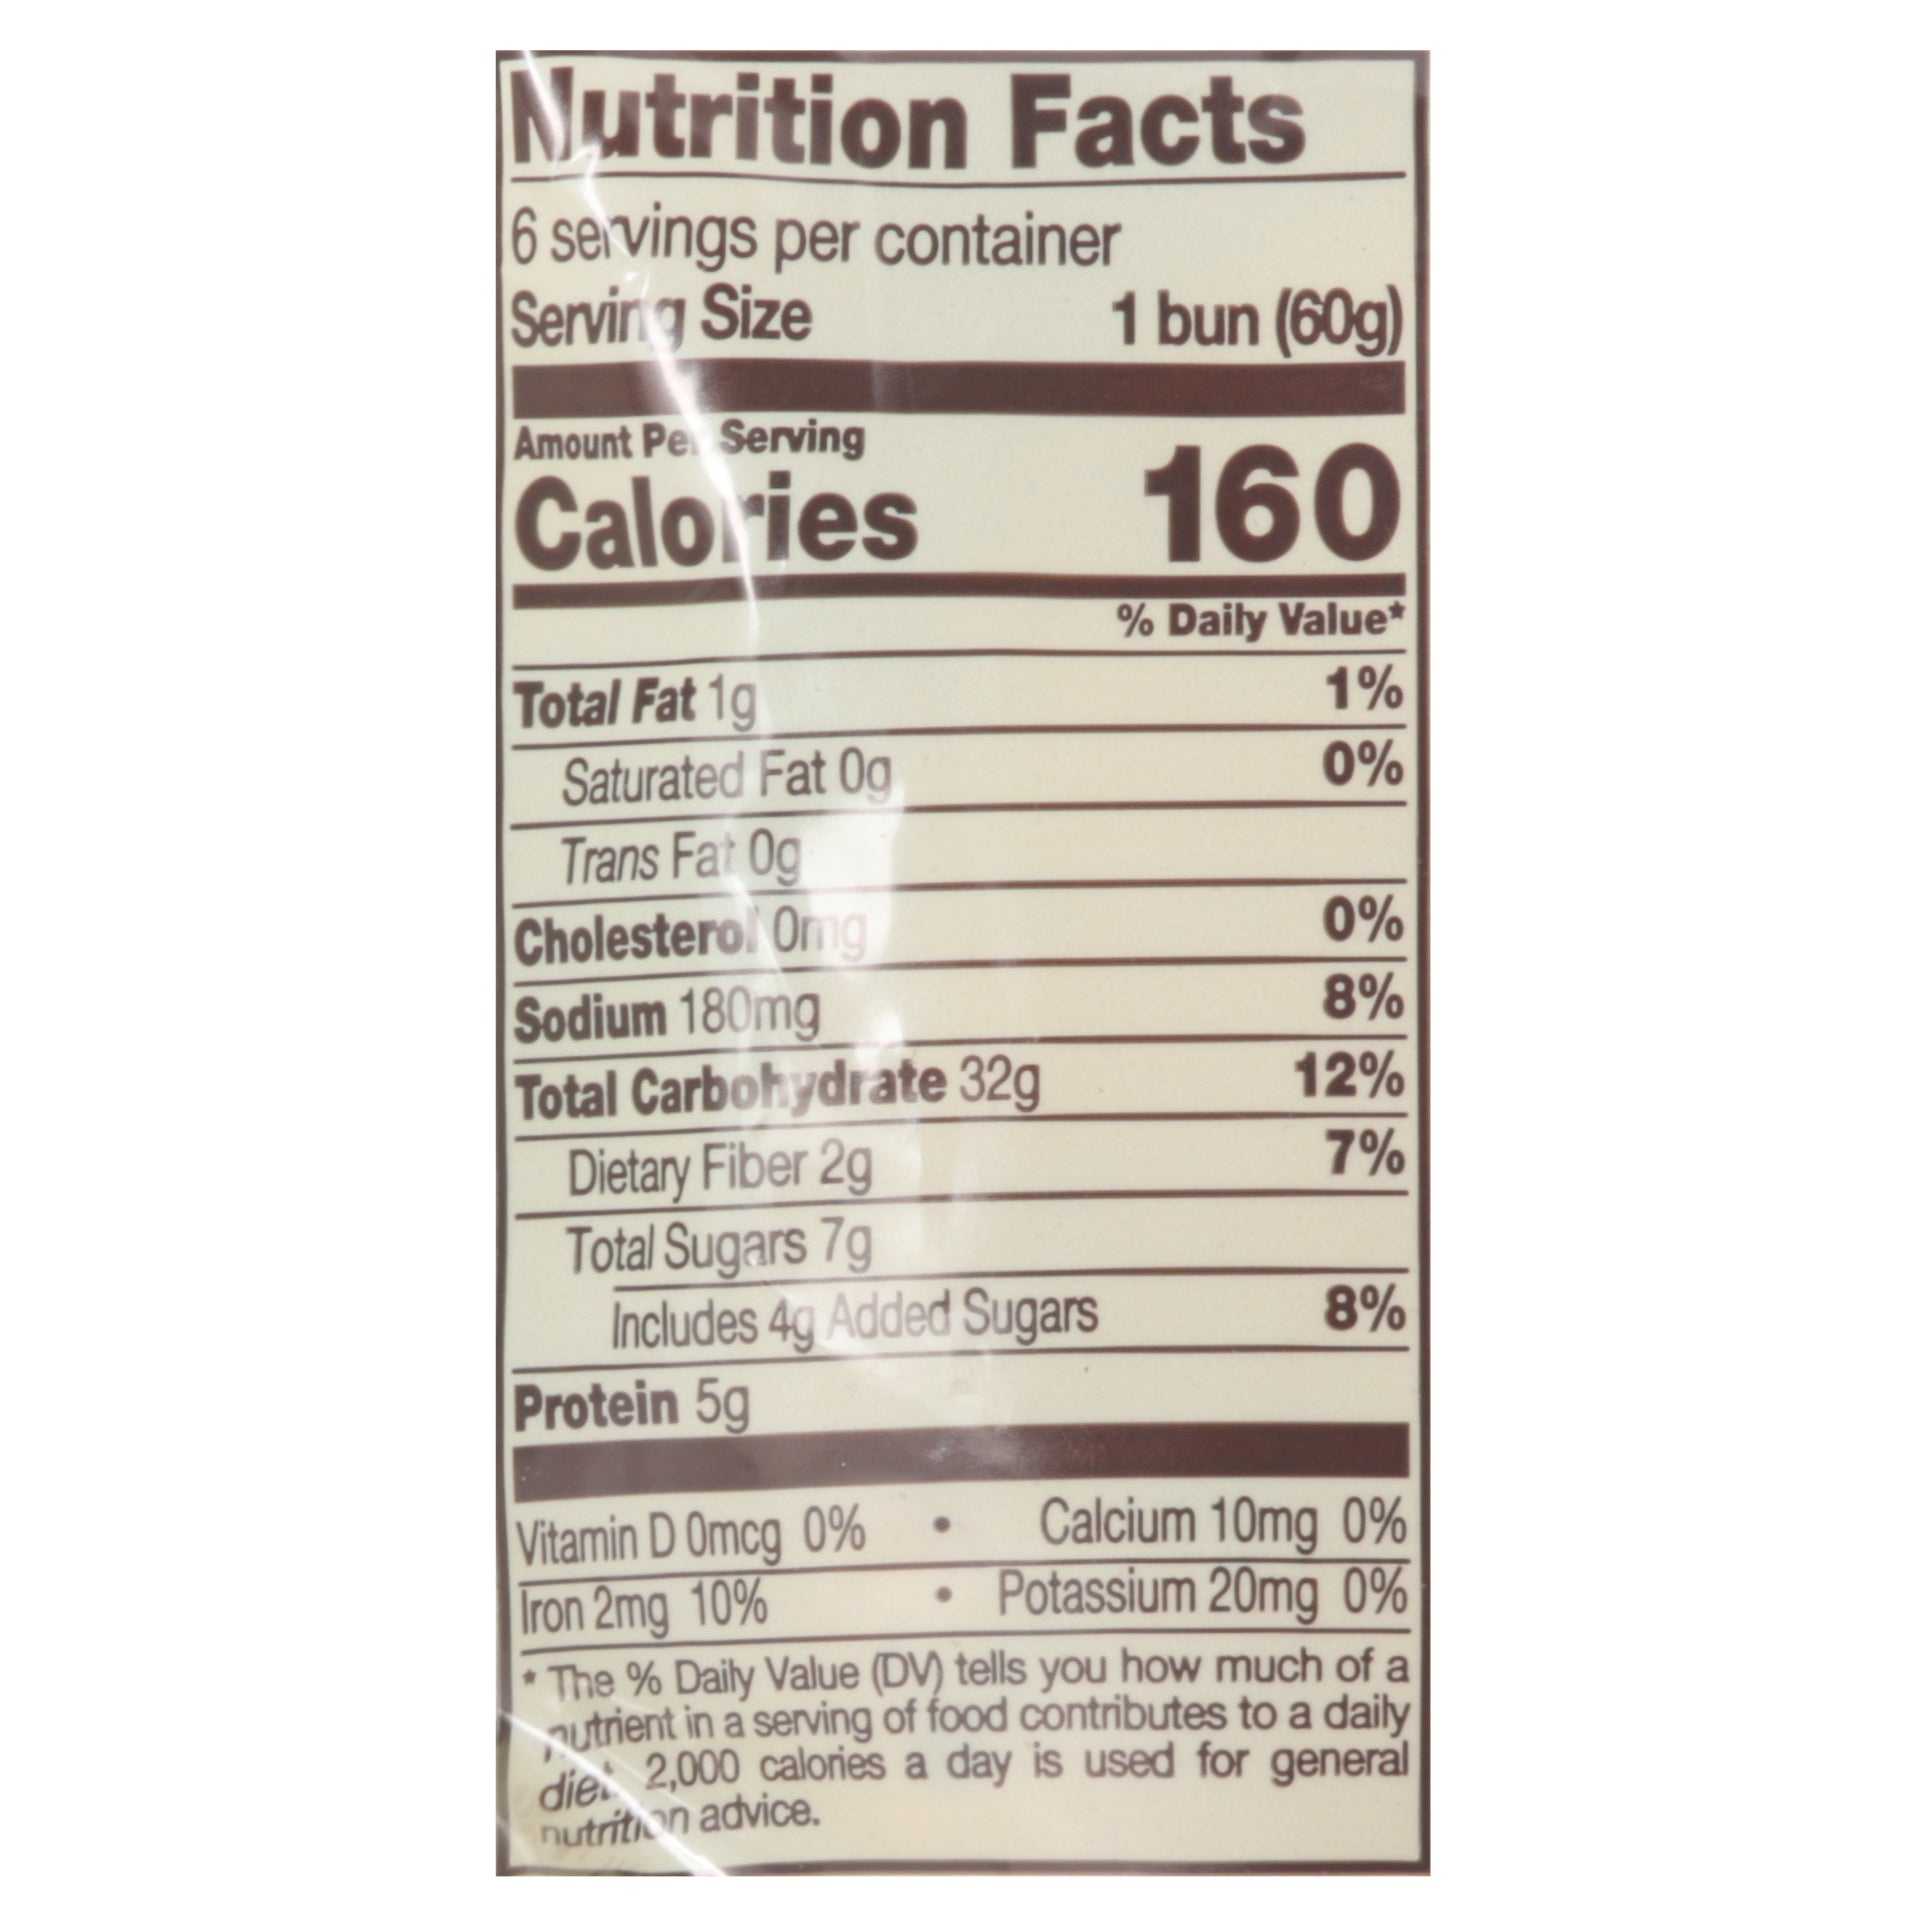 Nutrition Facts
6 servings per container
Serving Size 1 bun (60g)
Amount Per Serving
Calories 160
% Daily Value*
Total Fat 1g 1%
Saturated Fat 0g 0%
Trans Fat 0g
Cholesterol 0mg 0%
Sodium 180mg 8%
Total Carbohydrate 32g 12%
Dietary Fiber 2g 7%
Total Sugars 7g
Includes 4g Added Sugars 8%
Protein 5g
Vitamin D 0mcg 0% • Calcium 10mg 0%
Iron 2mg 10% • Potassium 20mg 0%
* The % Daily Value (DV) tells you how much of a
nutrient in a serving of food contributes to a daily
diet. 2,000 calories a day is used for general
nutrition advice.